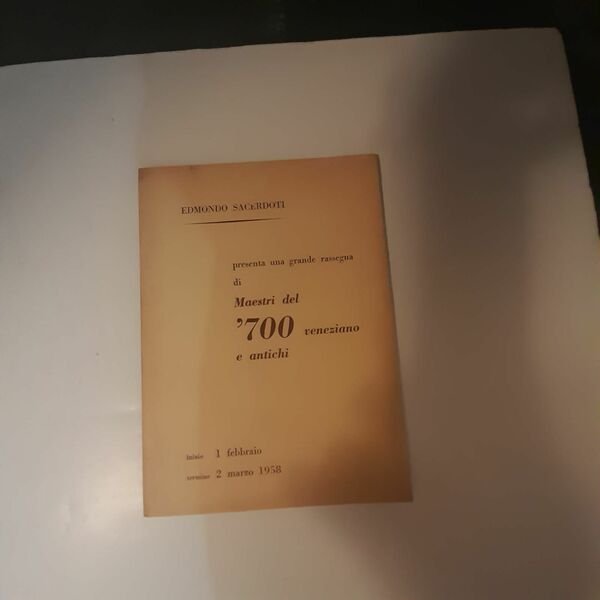 EDMONDO SACERDOTI
presenta una grande rassegna
di
Maestri del
'700 veneziano
e antichi
inizio 1 febbraio
termine 2 marzo 1958